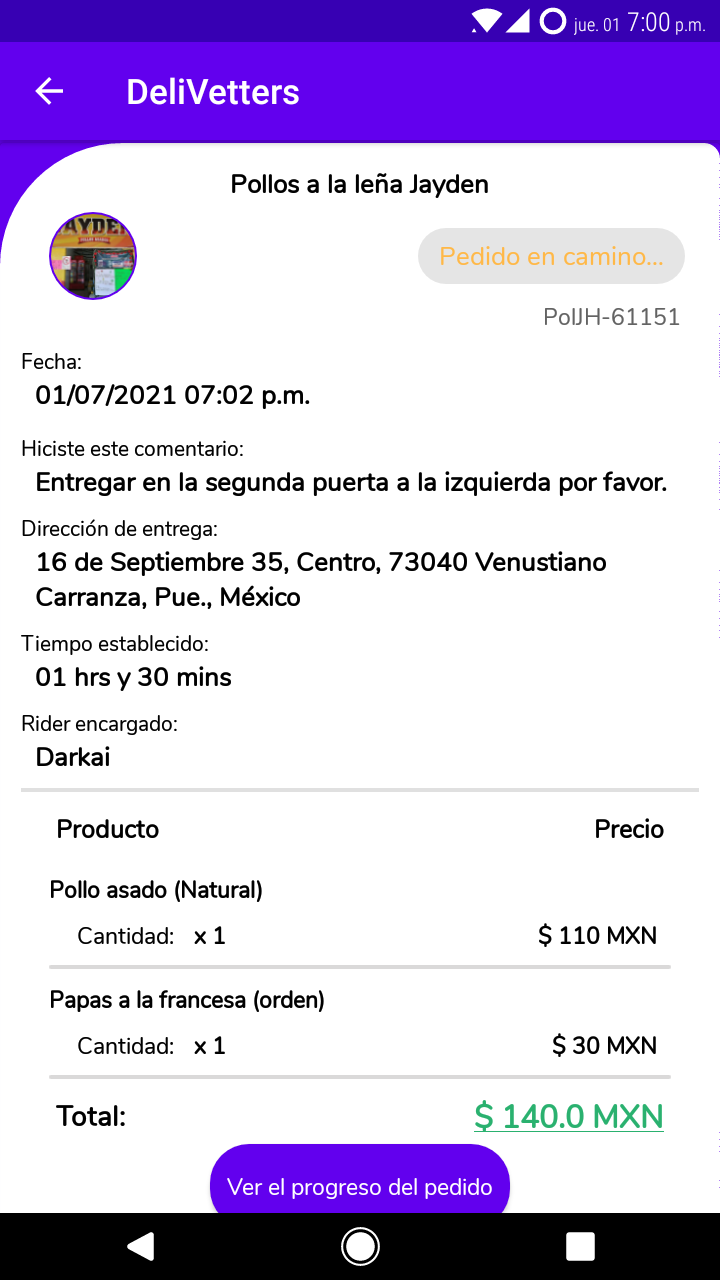 jue. 01 7:00 p.m.
DeliVetters
Pollos a la leña Jayden
JAYDEN
Pedido en camino...
PolJH-61151
Fecha:
01/07/2021 07:02 p.m.
Hiciste este comentario:
Entregar en la segunda puerta a la izquierda por favor.
Dirección de entrega:
16 de Septiembre 35, Centro, 73040 Venustiano
Carranza, Pue., México
Tiempo establecido:
01 hrs y 30 mins
Rider encargado:
Darkai
Producto Precio
Pollo asado (Natural)
Cantidad: x 1 $ 110 MXN
Papas a la francesa (orden)
Cantidad: x 1 $ 30 MXN
Total: $ 140.0 MXN
Ver el progreso del pedido